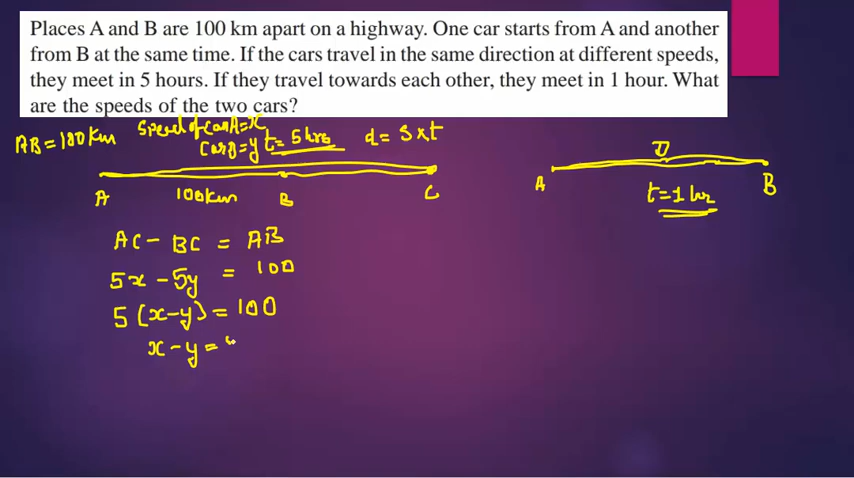 Places A and B are 100 km apart on a highway. One car starts from A and another
from B at the same time. If the cars travel in the same direction at different speeds,
they meet in 5 hours. If they travel towards each other, they meet in 1 hour. What
are the speeds of the two cars?
AB = 100 Km
Speed of car A = x
car B = y
t = 5 hrs
d = s x t
A
100km
B
C
AC - BC = AB
5x - 5y = 100
5 (x - y) = 100
x - y =
A
D
B
t = 1 hr